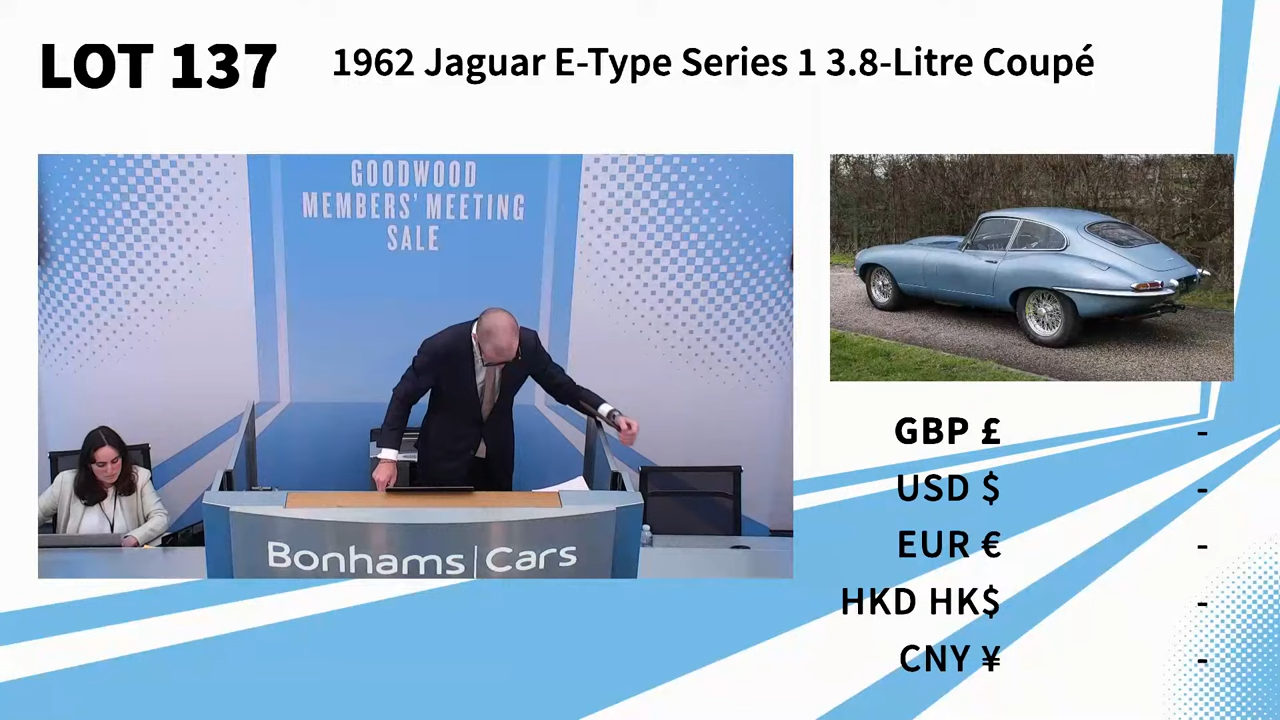 LOT 137
1962 Jaguar E-Type Series 1 3.8-Litre Coupé
GOODWOOD
MEMBERS' MEETING
SALE
Bonhams | Cars
GBP £ -
USD $ -
EUR € -
HKD HK$ -
CNY ¥ -